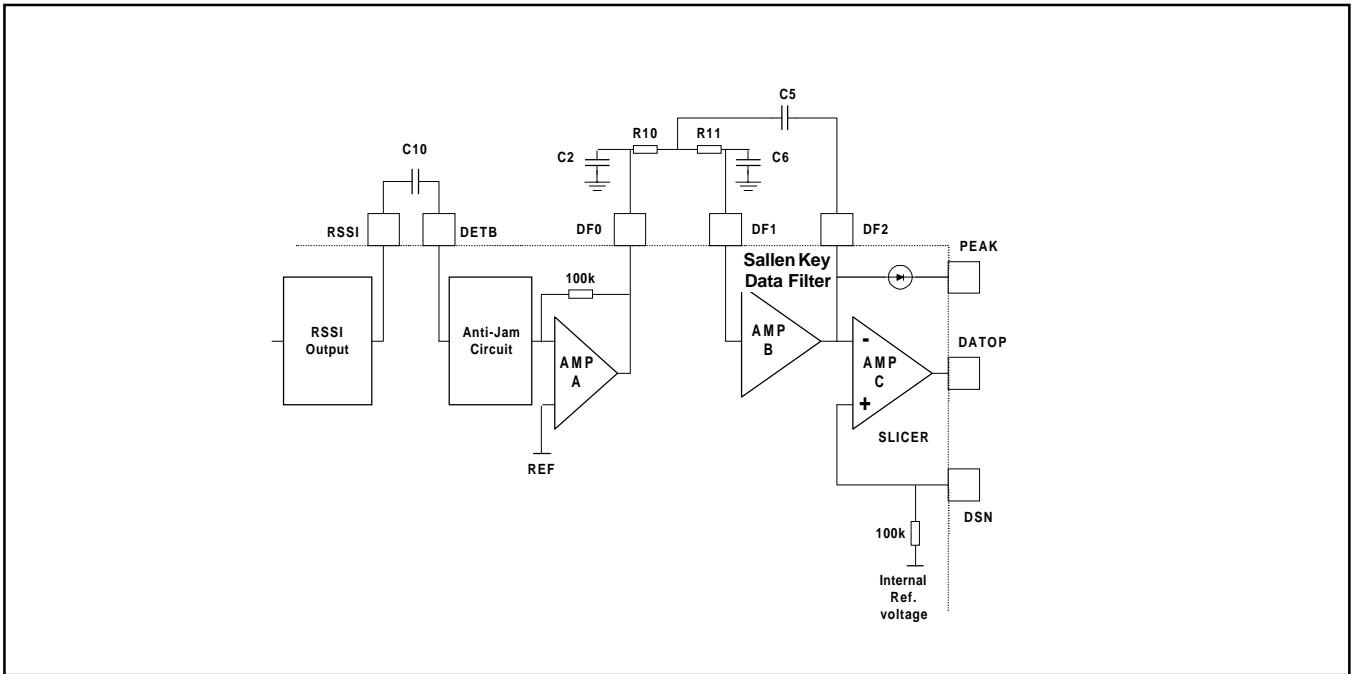 C5
R10
R11
C2
C6
C10
RSSI
DETB
DF0
DF1
DF2
PEAK
Sallen Key
Data Filter
100k
RSSI
Output
Anti-Jam
Circuit
AMP
A
AMP
B
-
AMP
C
+
DATOP
SLICER
REF
DSN
100k
Internal
Ref.
voltage